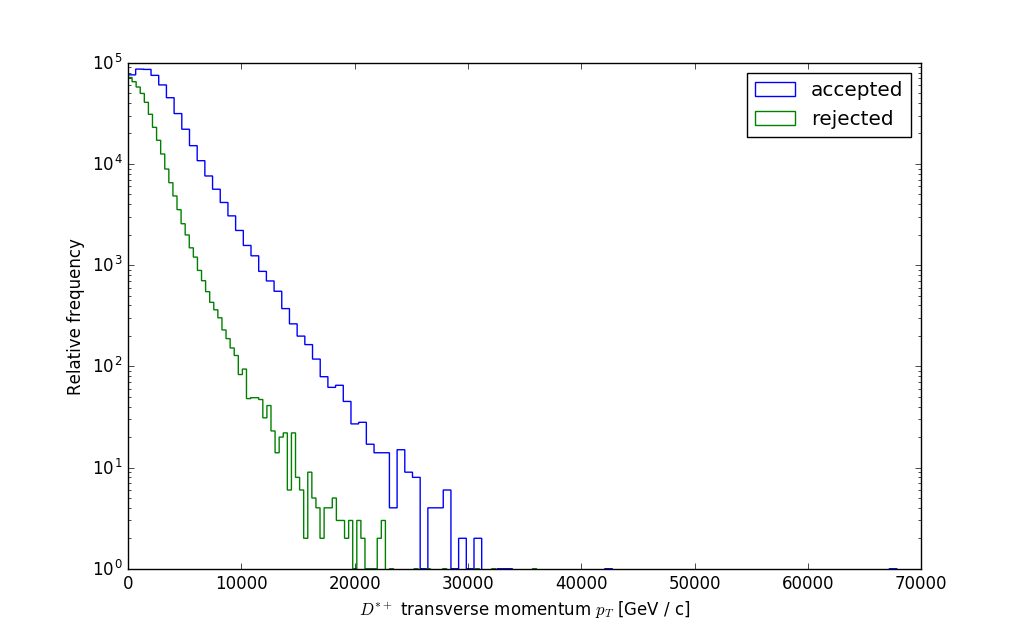 10^5
10^4
10^3
10^2
10^1
10^0
Relative frequency
accepted
rejected
0 10000 20000 30000 40000 50000 60000 70000
D*+ transverse momentum p_T [GeV / c]